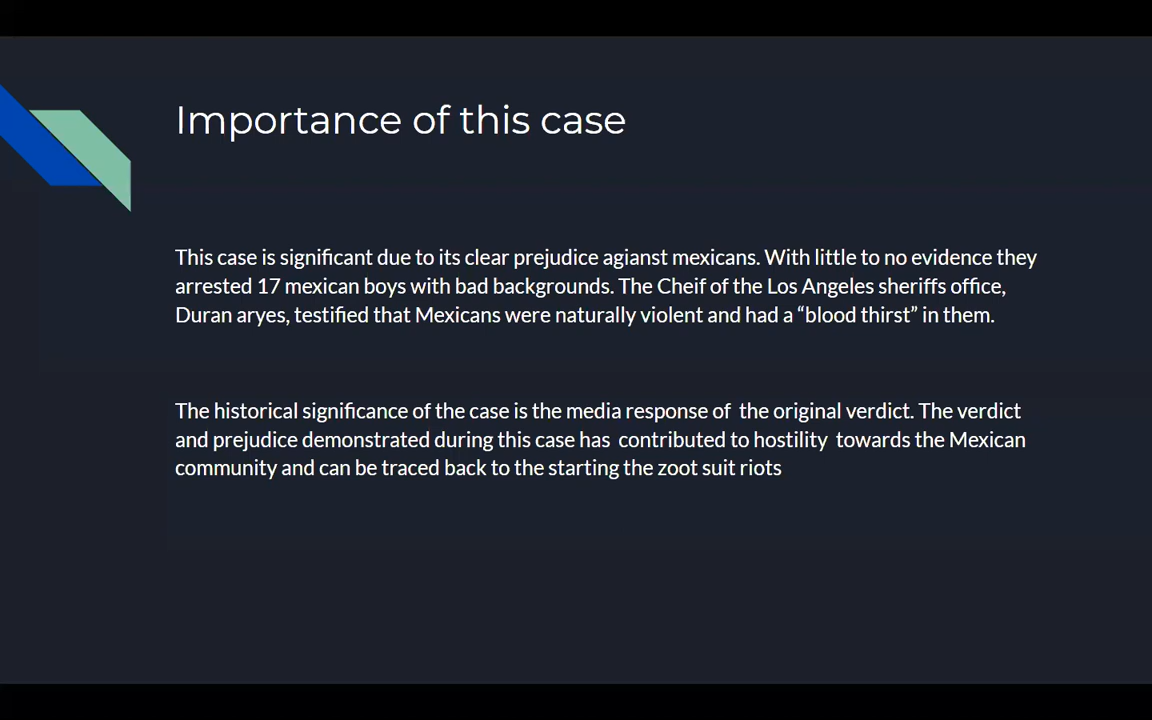 Importance of this case
This case is significant due to its clear prejudice agianst mexicans. With little to no evidence they
arrested 17 mexican boys with bad backgrounds. The Cheif of the Los Angeles sheriffs office,
Duran aryes, testified that Mexicans were naturally violent and had a “blood thirst” in them.
The historical significance of the case is the media response of  the original verdict. The verdict
and prejudice demonstrated during this case has  contributed to hostility  towards the Mexican
community and can be traced back to the starting the zoot suit riots